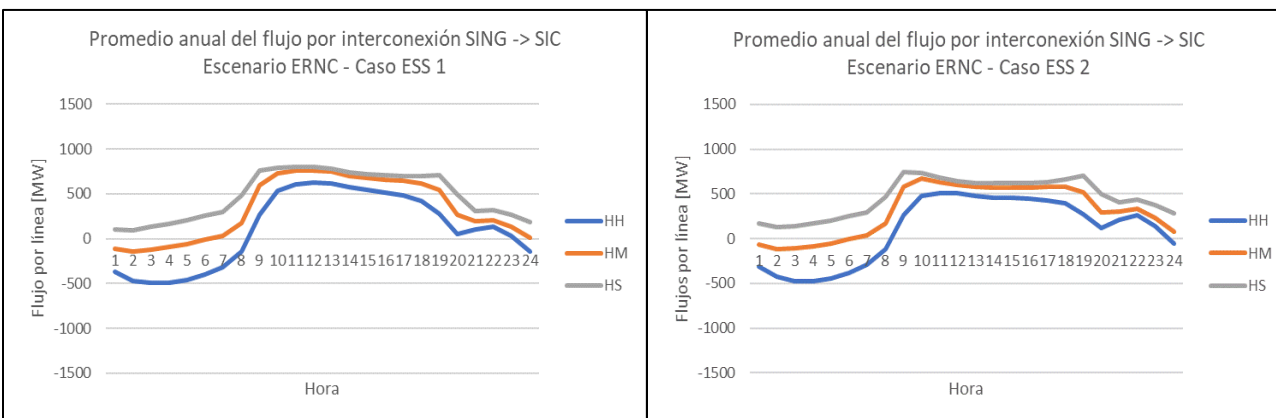 Promedio anual del flujo por interconexión SING -> SIC
Escenario ERNC - Caso ESS 1
1500
1000
500
0
-500
-1000
-1500
Flujo por línea [MW]
1 2 3 4 5 6 7 8 9 10 11 12 13 14 15 16 17 18 19 20 21 22 23 24
Hora
HH
HM
HS
Promedio anual del flujo por interconexión SING -> SIC
Escenario ERNC - Caso ESS 2
1500
1000
500
0
-500
-1000
-1500
Flujos por línea [MW]
1 2 3 4 5 6 7 8 9 10 11 12 13 14 15 16 17 18 19 20 21 22 23 24
Hora
HH
HM
HS